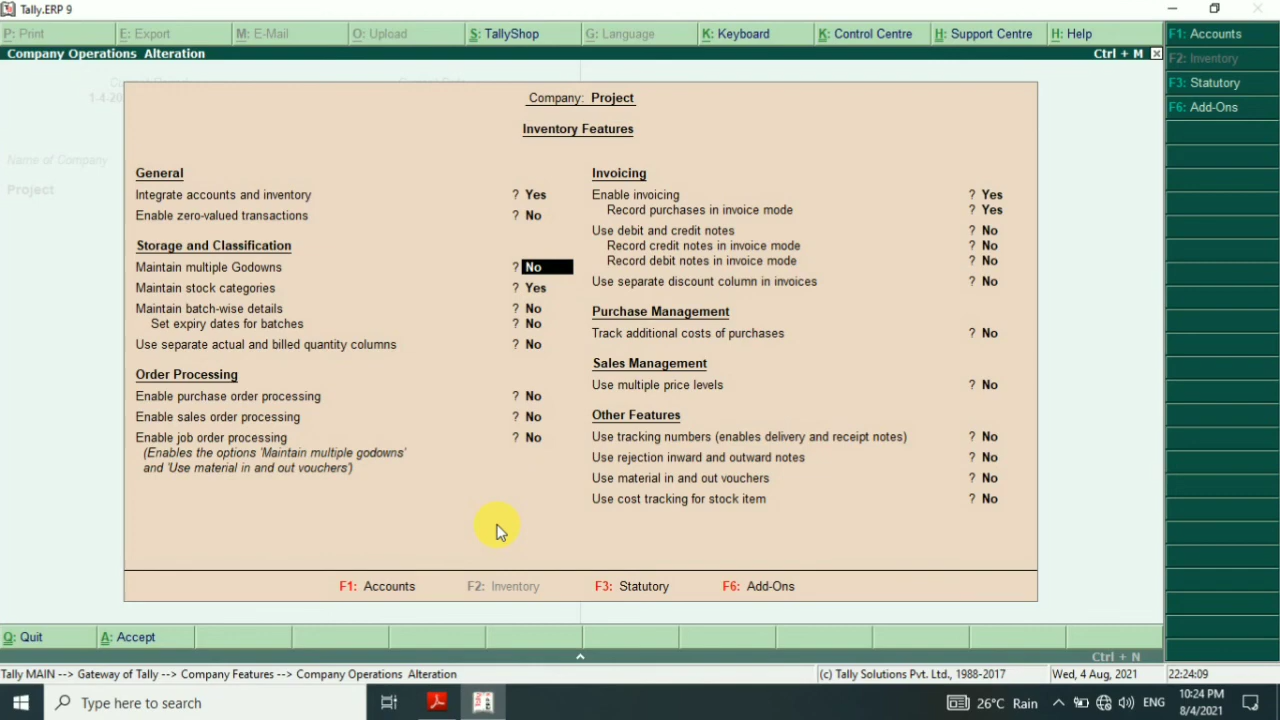 Tally.ERP 9
P: Print E: Export M: E-Mail O: Upload S: TallyShop G: Language K: Keyboard K: Control Centre H: Support Centre H: Help
F1: Accounts
F2: Inventory
F3: Statutory
F6: Add-Ons
Company Operations Alteration Ctrl + M
1-4-20
Name of Company
Project
Company: Project
Inventory Features
General
Integrate accounts and inventory ? Yes
Enable zero-valued transactions ? No
Storage and Classification
Maintain multiple Godowns ? No
Maintain stock categories ? Yes
Maintain batch-wise details ? No
Set expiry dates for batches ? No
Use separate actual and billed quantity columns ? No
Order Processing
Enable purchase order processing ? No
Enable sales order processing ? No
Enable job order processing ? No
(Enables the options 'Maintain multiple godowns'
and 'Use material in and out vouchers')
Invoicing
Enable invoicing ? Yes
Record purchases in invoice mode ? Yes
Use debit and credit notes ? No
Record credit notes in invoice mode ? No
Record debit notes in invoice mode ? No
Use separate discount column in invoices ? No
Purchase Management
Track additional costs of purchases ? No
Sales Management
Use multiple price levels ? No
Other Features
Use tracking numbers (enables delivery and receipt notes) ? No
Use rejection inward and outward notes ? No
Use material in and out vouchers ? No
Use cost tracking for stock item ? No
F1: Accounts F2: Inventory F3: Statutory F6: Add-Ons
Q: Quit A: Accept
Ctrl + N
Tally MAIN --> Gateway of Tally --> Company Features --> Company Operations Alteration (c) Tally Solutions Pvt. Ltd., 1988-2017 Wed, 4 Aug, 2021 22:24:09
Type here to search 26°C Rain ENG 10:24 PM
8/4/2021